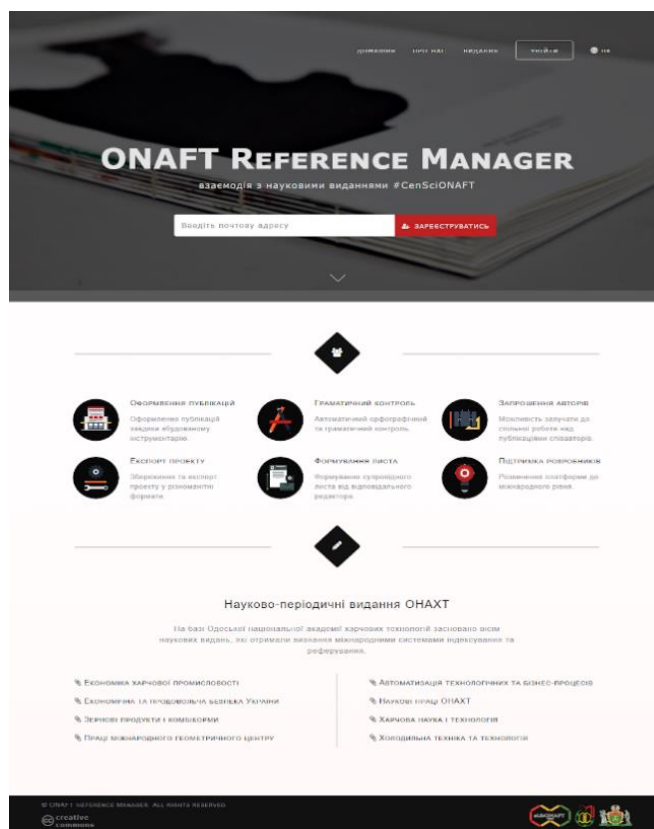 ДОМАШНЯ ПРО НАС ВИДАННЯ УВІЙТИ UA
ONAFT REFERENCE MANAGER
взаємодія з науковими виданнями #CenSciONAFT
Введіть поштову адресу
ЗАРЕЄСТРУВАТИСЬ
Оформлення публікацій
Оформлення публікацій
завдяки вбудованому
інструментарію.
Граматичний контроль
Автоматичний орфографічний
та граматичний контроль.
Запрошення авторів
Можливість залучати до
спільної роботи над
публікаціями співавторів.
Експорт проекту
Збереження та експорт
проекту у різноманітні
формати.
Формування листа
Формування супровідного
листа від відповідального
редактора.
Підтримка розробників
Розвинення платформи до
міжнародного рівня.
Науково-періодичні видання ОНАХТ
На базі Одеської національної академії харчових технологій засновано вісім
наукових видань, які отримали визнання міжнародними системами індексування та
реферування.
Економіка харчової промисловості
Економічна та продовольча безпека України
Зернові продукти і комбікорми
Праці міжнародного геометричного центру
Автоматизація технологічних та бізнес-процесів
Наукові праці ОНАХТ
Харчова наука і технологія
Холодильна техніка та технологія
© ONAFT REFERENCE MANAGER. ALL RIGHTS RESERVED
creative
commons